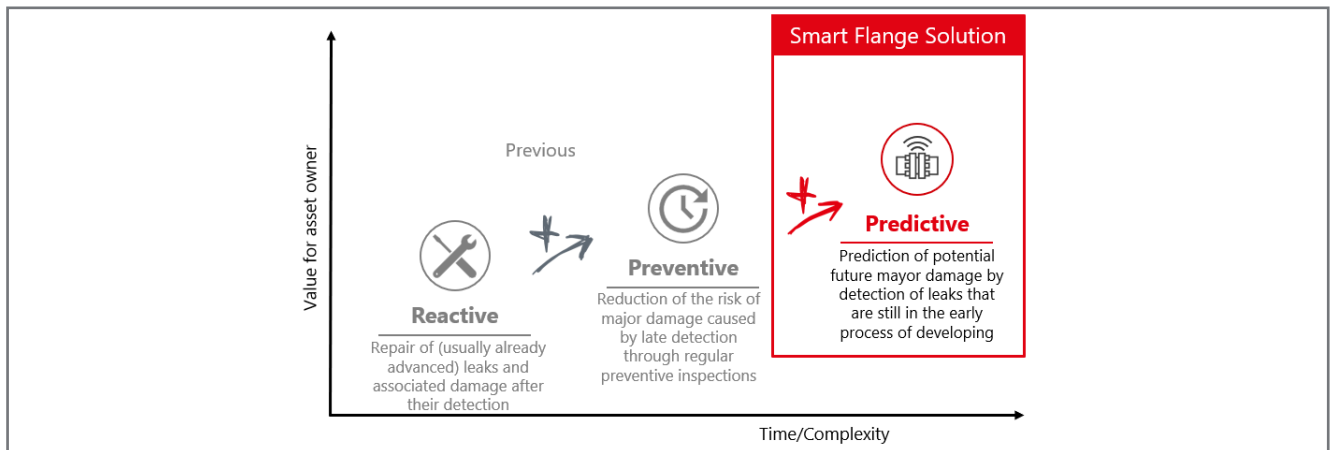 Smart Flange Solution
Value for asset owner
Previous
Reactive
Repair of (usually already
advanced) leaks and
associated damage after
their detection
Preventive
Reduction of the risk of
major damage caused
by late detection
through regular
preventive inspections
Predictive
Prediction of potential
future mayor damage by
detection of leaks that
are still in the early
process of developing
Time/Complexity